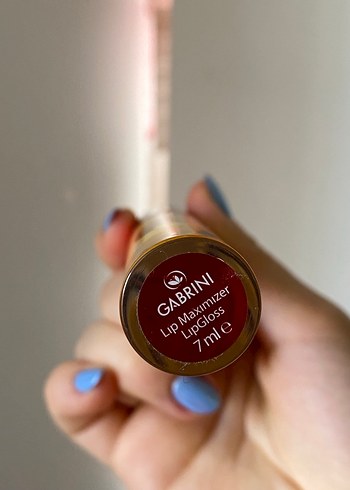 GABRINI
Lip Maximizer
LipGloss
7 ml ℮